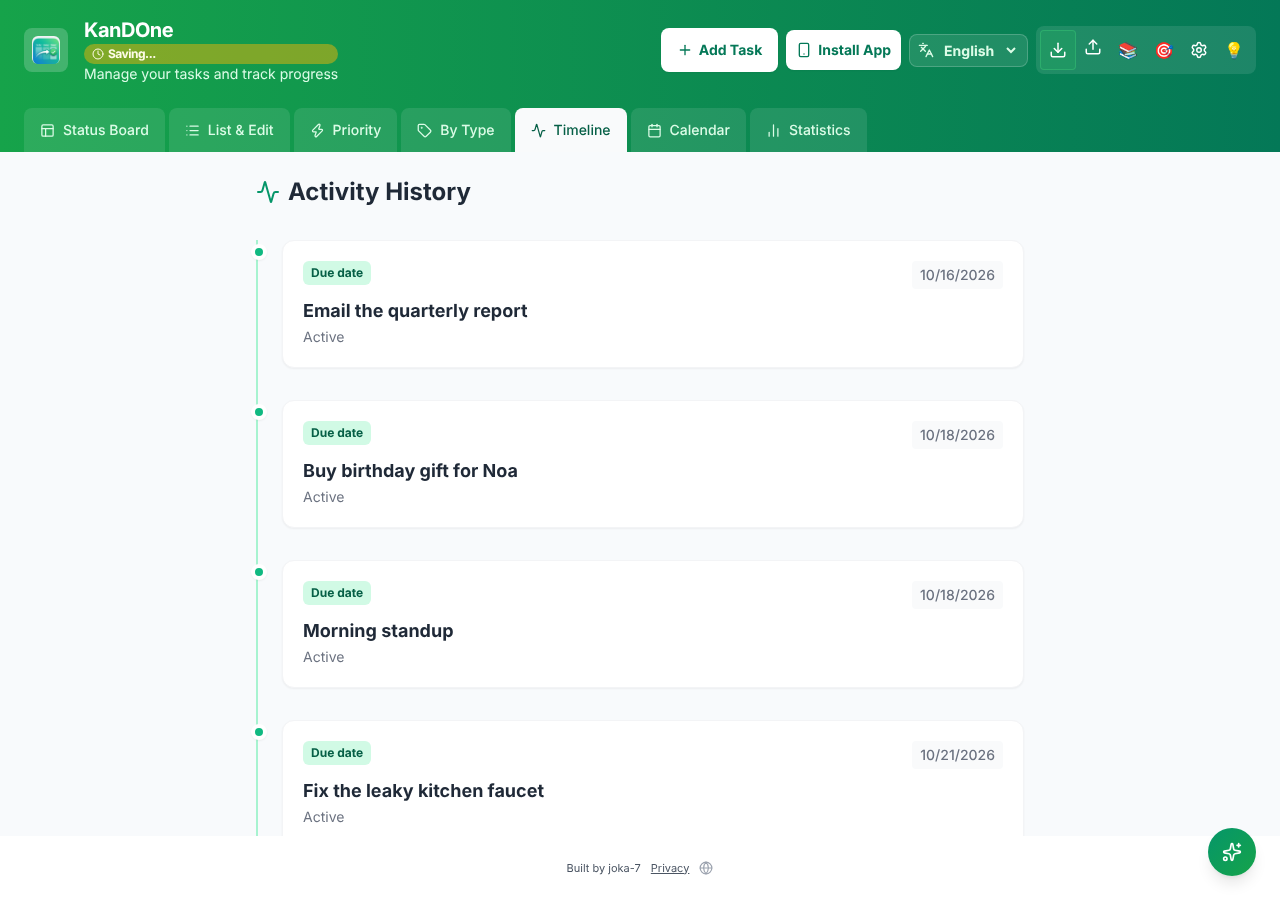 KanDOne
Saving...
Manage your tasks and track progress
Add Task
Install App
English
Status Board
List & Edit
Priority
By Type
Timeline
Calendar
Statistics
Activity History
Due date
10/16/2026
Email the quarterly report
Active
Due date
10/18/2026
Buy birthday gift for Noa
Active
Due date
10/18/2026
Morning standup
Active
Due date
10/21/2026
Fix the leaky kitchen faucet
Active
Built by joka-7 Privacy